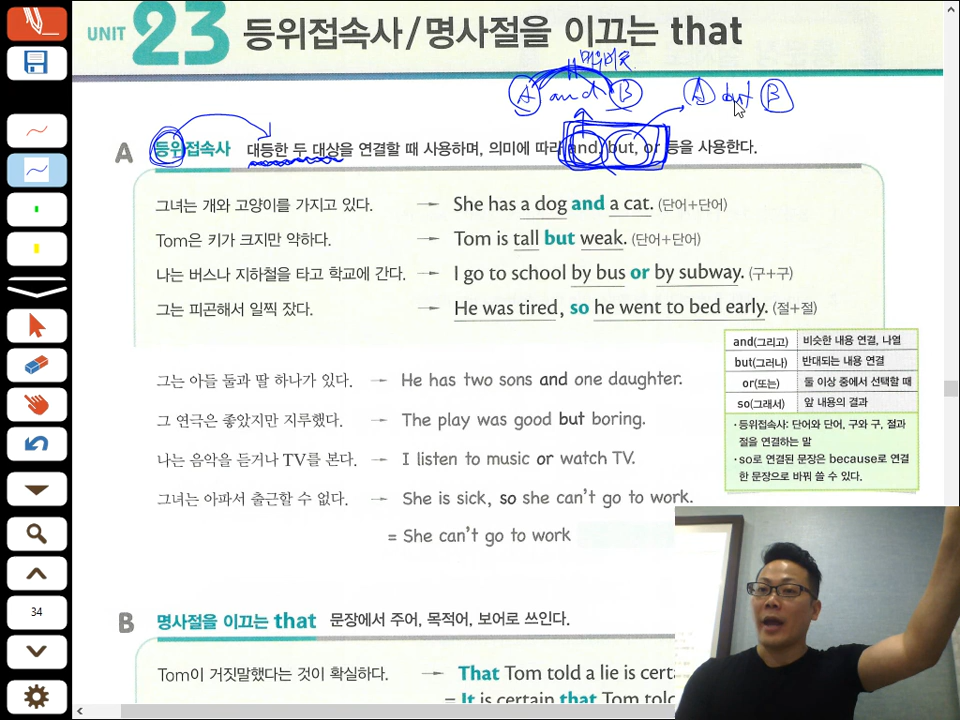 UNIT 23 등위접속사/명사절을 이끄는 that
A and B
A but B
A 등위접속사 대등한 두 대상을 연결할 때 사용하며, 의미에 따라 and, but, or 등을 사용한다.
그녀는 개와 고양이를 가지고 있다. → She has a dog and a cat. (단어+단어)
Tom은 키가 크지만 약하다. → Tom is tall but weak. (단어+단어)
나는 버스나 지하철을 타고 학교에 간다. → I go to school by bus or by subway. (구+구)
그는 피곤해서 일찍 잤다. → He was tired, so he went to bed early. (절+절)
and(그리고) 비슷한 내용 연결, 나열
but(그러나) 반대되는 내용 연결
or(또는) 둘 이상 중에서 선택할 때
so(그래서) 앞 내용의 결과
·등위접속사: 단어와 단어, 구와 구, 절과
절을 연결하는 말
·so로 연결된 문장은 because로 연결
한 문장으로 바꿔 쓸 수 있다.
그는 아들 둘과 딸 하나가 있다. → He has two sons and one daughter.
그 연극은 좋았지만 지루했다. → The play was good but boring.
나는 음악을 듣거나 TV를 본다. → I listen to music or watch TV.
그녀는 아파서 출근할 수 없다. → She is sick, so she can't go to work.
= She can't go to work
B 명사절을 이끄는 that 문장에서 주어, 목적어, 보어로 쓰인다.
Tom이 거짓말했다는 것이 확실하다. → That Tom told a lie is certa
= It is certain that Tom told
34